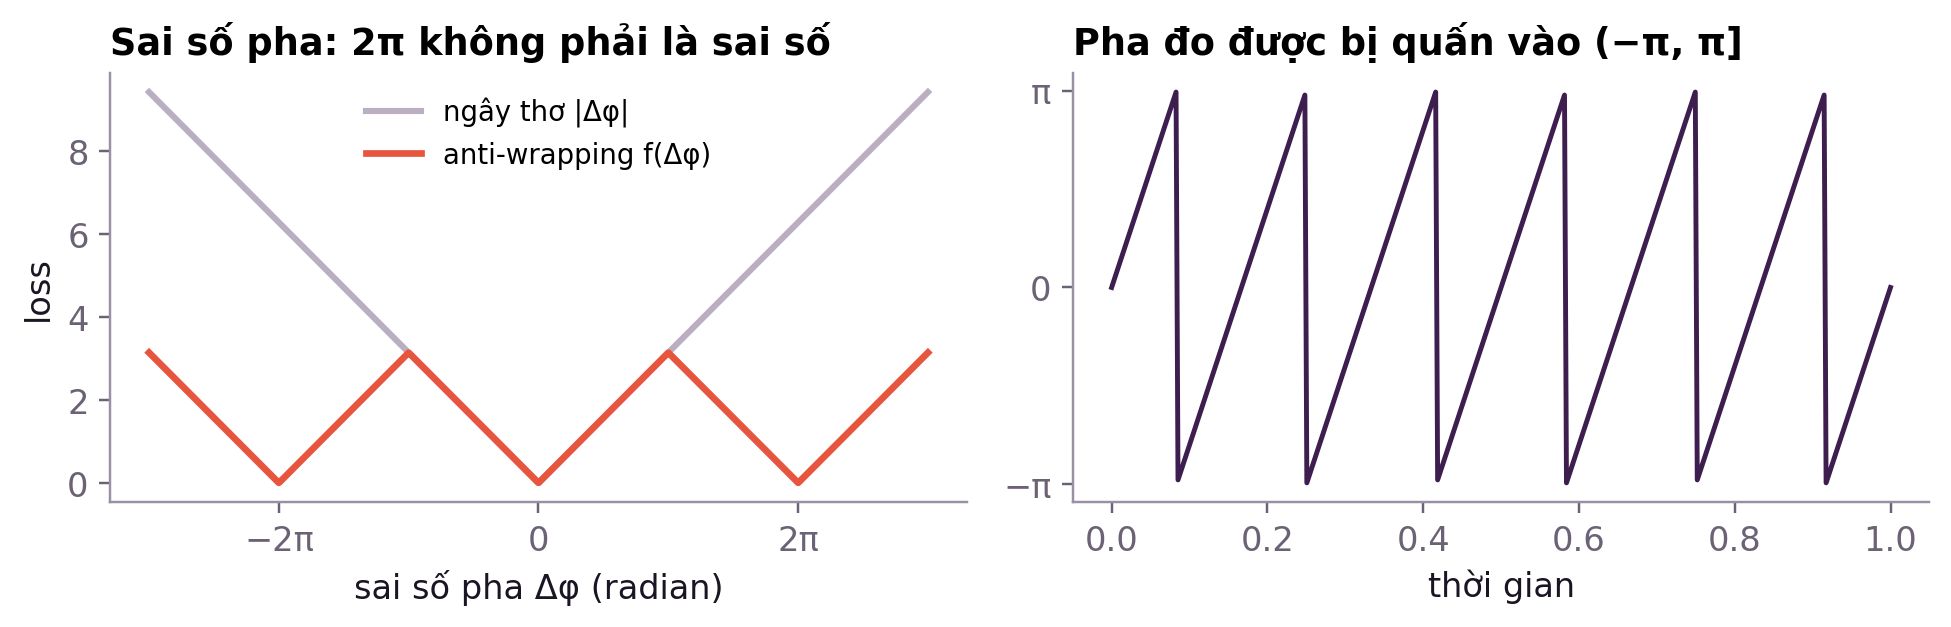 Sai số pha: 2π không phải là sai số
ngây thơ |Δφ|
anti-wrapping f(Δφ)
loss
8
6
4
2
0
−2π
0
2π
sai số pha Δφ (radian)
Pha đo được bị quấn vào (−π, π]
π
0
−π
0.0
0.2
0.4
0.6
0.8
1.0
thời gian